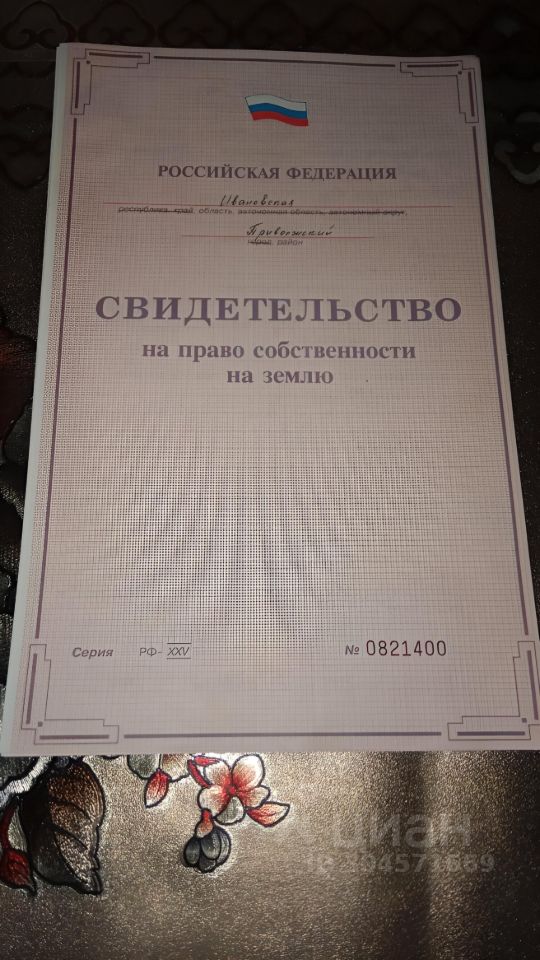 РОССИЙСКАЯ ФЕДЕРАЦИЯ
Ивановская
республика, край, область, автономная область, автономный округ,
Приволжский
город, район
СВИДЕТЕЛЬСТВО
на право собственности
на землю
Серия РФ- XXV № 0821400
циан